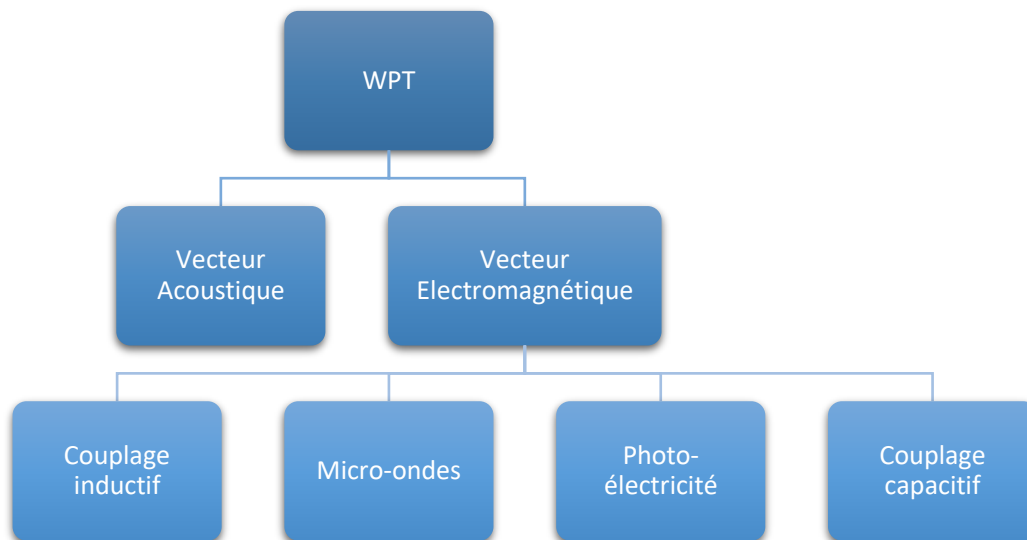 WPT
Vecteur
Acoustique
Vecteur
Electromagnétique
Couplage
inductif
Micro-ondes
Photo-
électricité
Couplage
capacitif